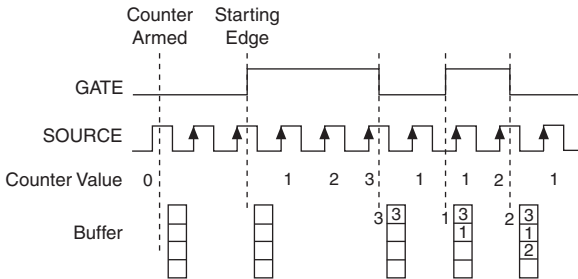 Counter Armed
Starting Edge
GATE
SOURCE
Counter Value 0 1 2 3 1 1 2 1
Buffer
3 3
1 3 1
2 3 1 2